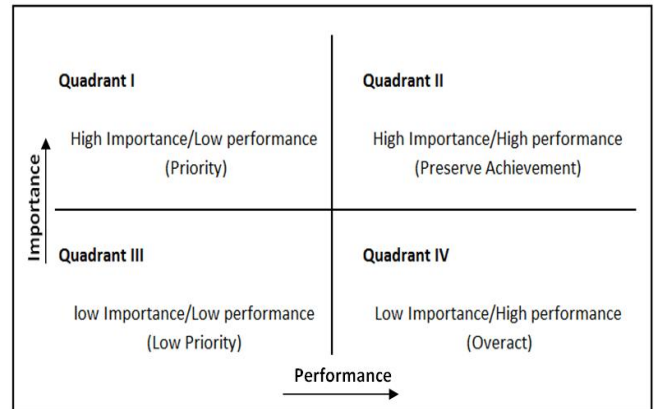 Quadrant I
High Importance/Low performance
(Priority)
Quadrant II
High Importance/High performance
(Preserve Achievement)
Importance
Quadrant III
low Importance/Low performance
(Low Priority)
Quadrant IV
Low Importance/High performance
(Overact)
Performance